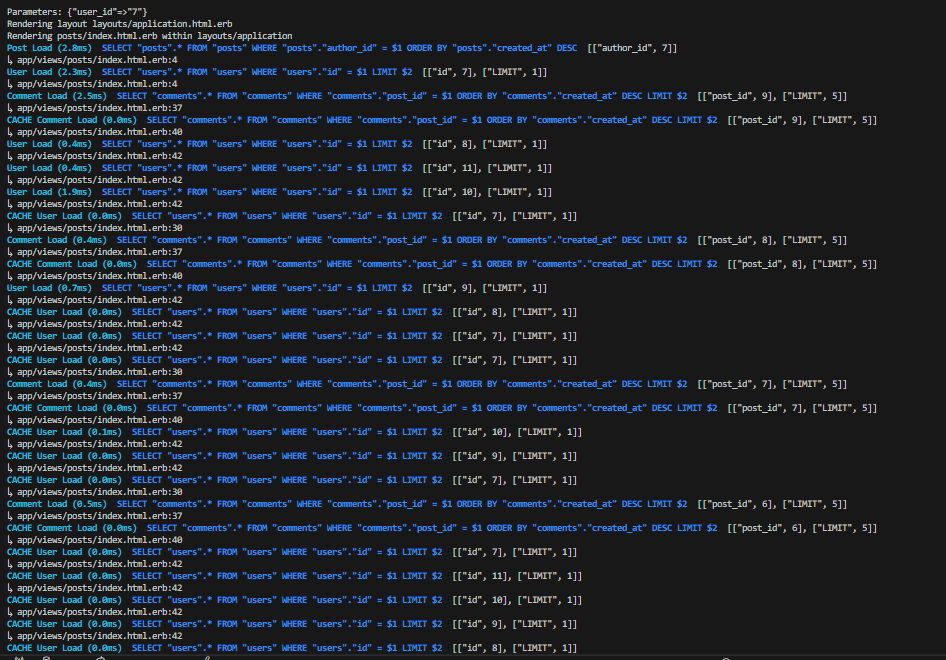 Parameters: {"user_id"=>"7"}
Rendering layout layouts/application.html.erb
Rendering posts/index.html.erb within layouts/application
Post Load (2.8ms)  SELECT "posts".* FROM "posts" WHERE "posts"."author_id" = $1 ORDER BY "posts"."created_at" DESC  [["author_id", 7]]
↳ app/views/posts/index.html.erb:4
User Load (2.3ms)  SELECT "users".* FROM "users" WHERE "users"."id" = $1 LIMIT $2  [["id", 7], ["LIMIT", 1]]
↳ app/views/posts/index.html.erb:4
Comment Load (2.5ms)  SELECT "comments".* FROM "comments" WHERE "comments"."post_id" = $1 ORDER BY "comments"."created_at" DESC LIMIT $2  [["post_id", 9], ["LIMIT", 5]]
↳ app/views/posts/index.html.erb:37
CACHE Comment Load (0.0ms)  SELECT "comments".* FROM "comments" WHERE "comments"."post_id" = $1 ORDER BY "comments"."created_at" DESC LIMIT $2  [["post_id", 9], ["LIMIT", 5]]
↳ app/views/posts/index.html.erb:40
User Load (0.4ms)  SELECT "users".* FROM "users" WHERE "users"."id" = $1 LIMIT $2  [["id", 8], ["LIMIT", 1]]
↳ app/views/posts/index.html.erb:42
User Load (0.4ms)  SELECT "users".* FROM "users" WHERE "users"."id" = $1 LIMIT $2  [["id", 11], ["LIMIT", 1]]
↳ app/views/posts/index.html.erb:42
User Load (1.9ms)  SELECT "users".* FROM "users" WHERE "users"."id" = $1 LIMIT $2  [["id", 10], ["LIMIT", 1]]
↳ app/views/posts/index.html.erb:42
CACHE User Load (0.0ms)  SELECT "users".* FROM "users" WHERE "users"."id" = $1 LIMIT $2  [["id", 7], ["LIMIT", 1]]
↳ app/views/posts/index.html.erb:30
Comment Load (0.4ms)  SELECT "comments".* FROM "comments" WHERE "comments"."post_id" = $1 ORDER BY "comments"."created_at" DESC LIMIT $2  [["post_id", 8], ["LIMIT", 5]]
↳ app/views/posts/index.html.erb:37
CACHE Comment Load (0.0ms)  SELECT "comments".* FROM "comments" WHERE "comments"."post_id" = $1 ORDER BY "comments"."created_at" DESC LIMIT $2  [["post_id", 8], ["LIMIT", 5]]
↳ app/views/posts/index.html.erb:40
User Load (0.7ms)  SELECT "users".* FROM "users" WHERE "users"."id" = $1 LIMIT $2  [["id", 9], ["LIMIT", 1]]
↳ app/views/posts/index.html.erb:42
CACHE User Load (0.0ms)  SELECT "users".* FROM "users" WHERE "users"."id" = $1 LIMIT $2  [["id", 8], ["LIMIT", 1]]
↳ app/views/posts/index.html.erb:42
CACHE User Load (0.0ms)  SELECT "users".* FROM "users" WHERE "users"."id" = $1 LIMIT $2  [["id", 7], ["LIMIT", 1]]
↳ app/views/posts/index.html.erb:42
CACHE User Load (0.0ms)  SELECT "users".* FROM "users" WHERE "users"."id" = $1 LIMIT $2  [["id", 7], ["LIMIT", 1]]
↳ app/views/posts/index.html.erb:30
Comment Load (0.4ms)  SELECT "comments".* FROM "comments" WHERE "comments"."post_id" = $1 ORDER BY "comments"."created_at" DESC LIMIT $2  [["post_id", 7], ["LIMIT", 5]]
↳ app/views/posts/index.html.erb:37
CACHE Comment Load (0.0ms)  SELECT "comments".* FROM "comments" WHERE "comments"."post_id" = $1 ORDER BY "comments"."created_at" DESC LIMIT $2  [["post_id", 7], ["LIMIT", 5]]
↳ app/views/posts/index.html.erb:40
CACHE User Load (0.1ms)  SELECT "users".* FROM "users" WHERE "users"."id" = $1 LIMIT $2  [["id", 10], ["LIMIT", 1]]
↳ app/views/posts/index.html.erb:42
CACHE User Load (0.0ms)  SELECT "users".* FROM "users" WHERE "users"."id" = $1 LIMIT $2  [["id", 9], ["LIMIT", 1]]
↳ app/views/posts/index.html.erb:42
CACHE User Load (0.0ms)  SELECT "users".* FROM "users" WHERE "users"."id" = $1 LIMIT $2  [["id", 7], ["LIMIT", 1]]
↳ app/views/posts/index.html.erb:30
Comment Load (0.5ms)  SELECT "comments".* FROM "comments" WHERE "comments"."post_id" = $1 ORDER BY "comments"."created_at" DESC LIMIT $2  [["post_id", 6], ["LIMIT", 5]]
↳ app/views/posts/index.html.erb:37
CACHE Comment Load (0.0ms)  SELECT "comments".* FROM "comments" WHERE "comments"."post_id" = $1 ORDER BY "comments"."created_at" DESC LIMIT $2  [["post_id", 6], ["LIMIT", 5]]
↳ app/views/posts/index.html.erb:40
CACHE User Load (0.0ms)  SELECT "users".* FROM "users" WHERE "users"."id" = $1 LIMIT $2  [["id", 7], ["LIMIT", 1]]
↳ app/views/posts/index.html.erb:42
CACHE User Load (0.0ms)  SELECT "users".* FROM "users" WHERE "users"."id" = $1 LIMIT $2  [["id", 11], ["LIMIT", 1]]
↳ app/views/posts/index.html.erb:42
CACHE User Load (0.0ms)  SELECT "users".* FROM "users" WHERE "users"."id" = $1 LIMIT $2  [["id", 10], ["LIMIT", 1]]
↳ app/views/posts/index.html.erb:42
CACHE User Load (0.0ms)  SELECT "users".* FROM "users" WHERE "users"."id" = $1 LIMIT $2  [["id", 9], ["LIMIT", 1]]
↳ app/views/posts/index.html.erb:42
CACHE User Load (0.0ms)  SELECT "users".* FROM "users" WHERE "users"."id" = $1 LIMIT $2  [["id", 8], ["LIMIT", 1]]